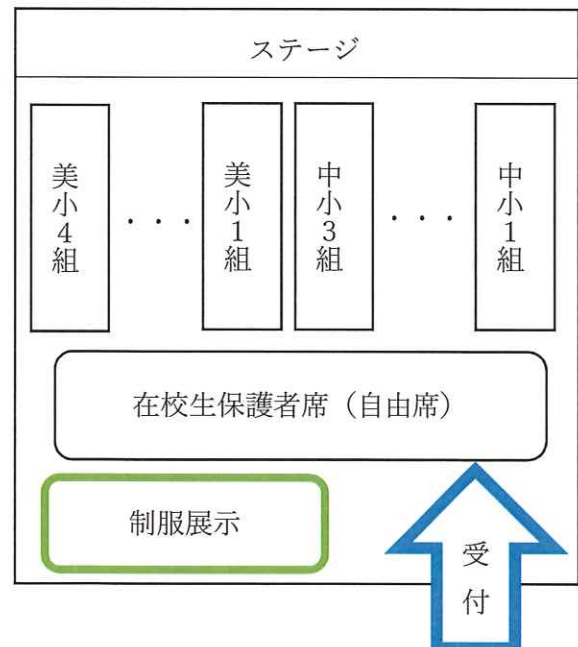 ステージ
美小4組
・・・
美小1組
中小3組
・・・
中小1組
在校生保護者席（自由席）
制服展示
受付